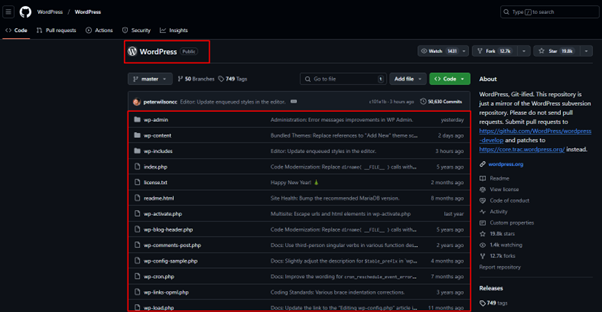 WordPress / WordPress
Type / to search
Code Pull requests Actions Security Insights
WordPress Public
Watch 1431 Fork 12.7k Star 19.8k
master 50 Branches 749 Tags Go to file Add file Code
peterwilsoncc Editor: Update enqueued styles in the editor. 3 hours ago 50,630 Commits
wp-admin Administration: Error messages improvements in WP Admin. yesterday
wp-content Bundled Themes: Replace references to "Add New" theme sc… 2 days ago
wp-includes Editor: Update enqueued styles in the editor. 3 hours ago
index.php Code Modernization: Replace dirname( __FILE__ ) calls with… 5 years ago
license.txt Happy New Year! 2 months ago
readme.html Site Health: Bump the recommended MariaDB version. 8 months ago
wp-activate.php Multisite: Escape urls and html elements in wp-activate.php last year
wp-blog-header.php Code Modernization: Replace dirname( __FILE__ ) calls with… 5 years ago
wp-comments-post.php Docs: Use third-person singular verbs in various function des… 2 years ago
wp-config-sample.php Docs: Slightly adjust the description for $table_prefix in 'wp… 4 months ago
wp-cron.php Docs: Improve the wording for cron_reschedule_event_error… 7 months ago
wp-links-opml.php Coding Standards: Various brace indentation corrections. 3 years ago
wp-load.php Docs: Update the link to the "Editing wp-config.php" article i… 11 months ago
About
WordPress, Git-ified. This repository is
just a mirror of the WordPress subversion
repository. Please do not send pull
requests. Submit pull requests to
https://github.com/WordPress/wordpress
-develop and patches to
https://core.trac.wordpress.org/ instead.
wordpress.org
Readme
View license
Code of conduct
Activity
Custom properties
19.8k stars
1.4k watching
12.7k forks
Report repository
Releases
749 tags